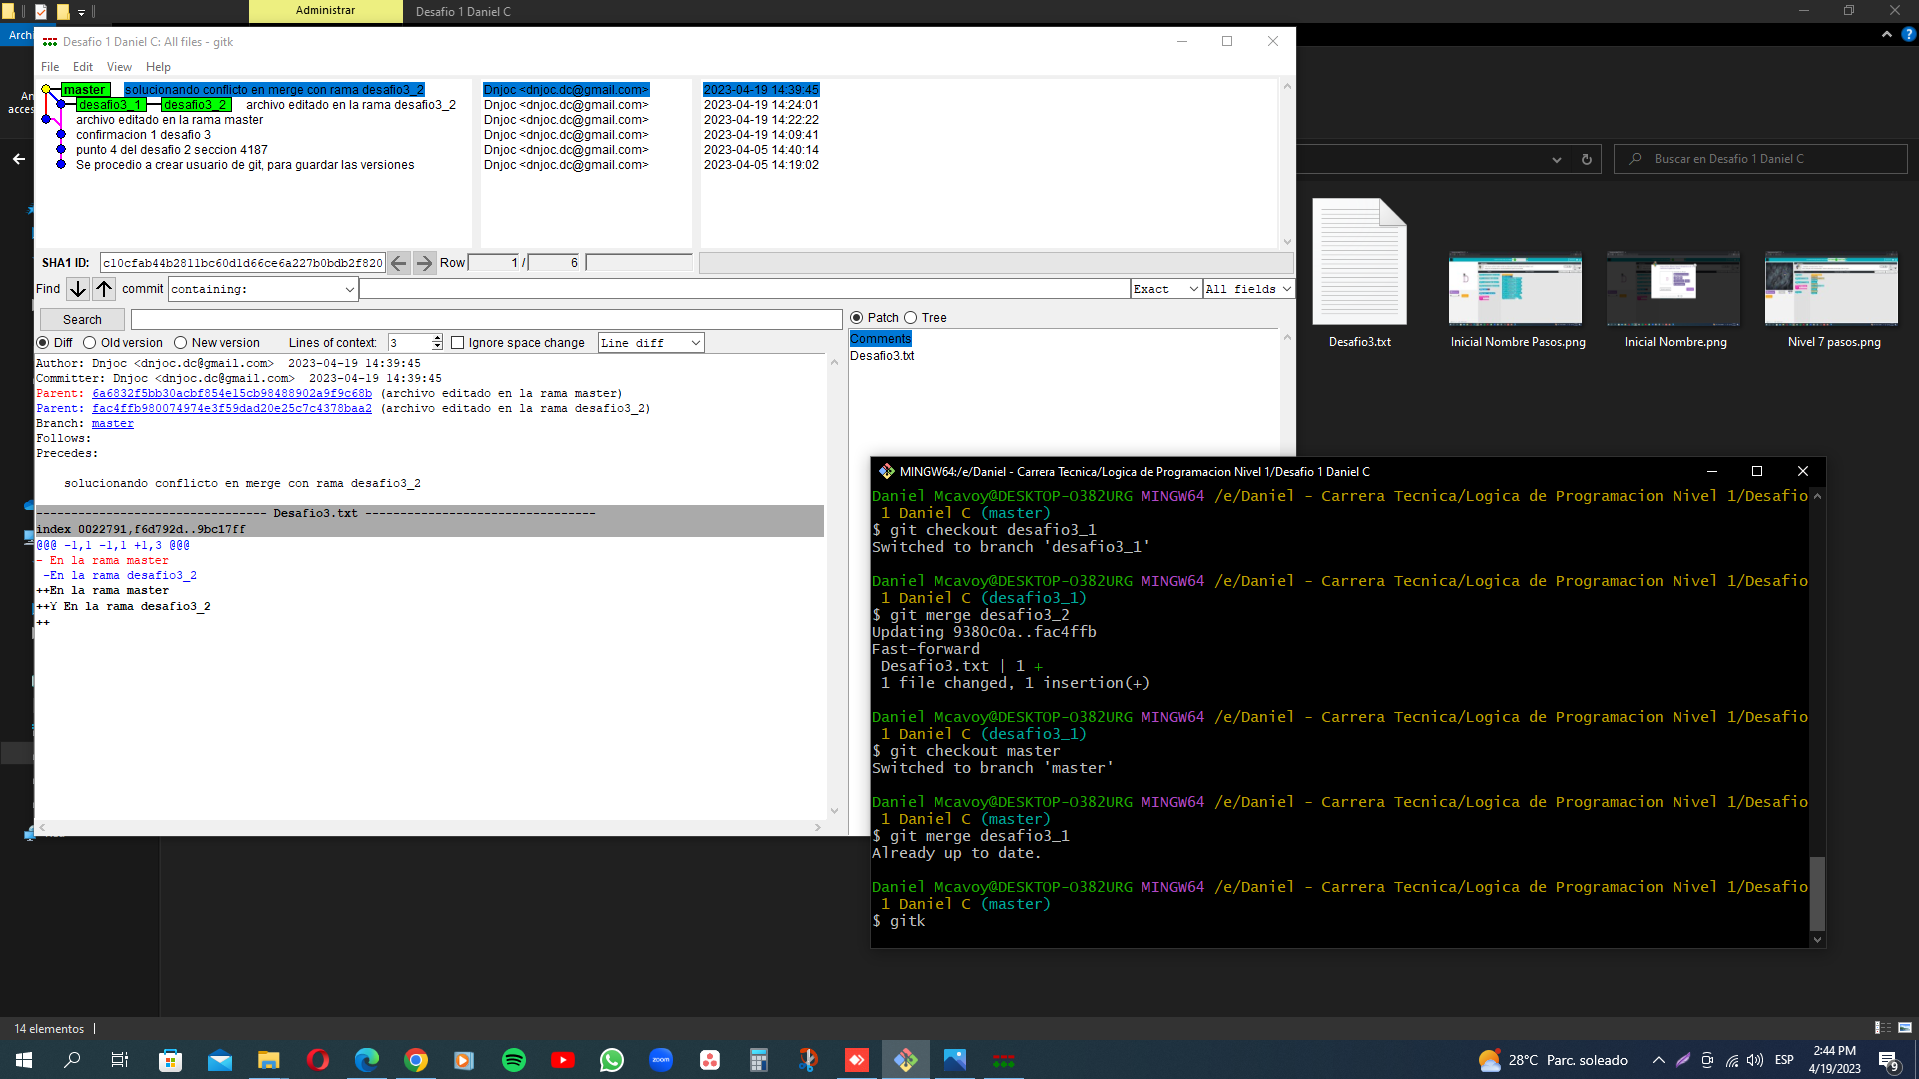 Administrar
Desafio 1 Daniel C
Archi
Desafio 1 Daniel C: All files - gitk
File Edit View Help
master solucionando conflicto en merge con rama desafio3_2 Dnjoc <dnjoc.dc@gmail.com> 2023-04-19 14:39:45
desafio3_1 desafio3_2 archivo editado en la rama desafio3_2 Dnjoc <dnjoc.dc@gmail.com> 2023-04-19 14:24:01
archivo editado en la rama master Dnjoc <dnjoc.dc@gmail.com> 2023-04-19 14:22:22
confirmacion 1 desafio 3 Dnjoc <dnjoc.dc@gmail.com> 2023-04-19 14:09:41
punto 4 del desafio 2 seccion 4187 Dnjoc <dnjoc.dc@gmail.com> 2023-04-05 14:40:14
Se procedio a crear usuario de git, para guardar las versiones Dnjoc <dnjoc.dc@gmail.com> 2023-04-05 14:19:02
An
acces
SHA1 ID: c10cfab44b2811bc60d1d66ce6a227b0bdb2f820 Row 1 / 6
Find commit containing: Exact All fields
Search
Patch Tree
Diff Old version New version Lines of context: 3 Ignore space change Line diff
Comments
Desafio3.txt
Author: Dnjoc <dnjoc.dc@gmail.com> 2023-04-19 14:39:45
Committer: Dnjoc <dnjoc.dc@gmail.com> 2023-04-19 14:39:45
Parent: 6a6832f5bb30acbf854e15cb98488902a9f9c68b (archivo editado en la rama master)
Parent: fac4ffb980074974e3f59dad20e25c7c4378baa2 (archivo editado en la rama desafio3_2)
Branch: master
Follows:
Precedes:
solucionando conflicto en merge con rama desafio3_2
--------------------------------- Desafio3.txt ---------------------------------
index 0022791,f6d792d..9bc17ff
@@@ -1,1 -1,1 +1,3 @@@
- En la rama master
-En la rama desafio3_2
++En la rama master
++Y En la rama desafio3_2
++
Buscar en Desafio 1 Daniel C
Desafio3.txt
Inicial Nombre Pasos.png
Inicial Nombre.png
Nivel 7 pasos.png
MINGW64:/e/Daniel - Carrera Tecnica/Logica de Programacion Nivel 1/Desafio 1 Daniel C
Daniel Mcavoy@DESKTOP-O382URG MINGW64 /e/Daniel - Carrera Tecnica/Logica de Programacion Nivel 1/Desafio
1 Daniel C (master)
$ git checkout desafio3_1
Switched to branch 'desafio3_1'
Daniel Mcavoy@DESKTOP-O382URG MINGW64 /e/Daniel - Carrera Tecnica/Logica de Programacion Nivel 1/Desafio
1 Daniel C (desafio3_1)
$ git merge desafio3_2
Updating 9380c0a..fac4ffb
Fast-forward
Desafio3.txt | 1 +
1 file changed, 1 insertion(+)
Daniel Mcavoy@DESKTOP-O382URG MINGW64 /e/Daniel - Carrera Tecnica/Logica de Programacion Nivel 1/Desafio
1 Daniel C (desafio3_1)
$ git checkout master
Switched to branch 'master'
Daniel Mcavoy@DESKTOP-O382URG MINGW64 /e/Daniel - Carrera Tecnica/Logica de Programacion Nivel 1/Desafio
1 Daniel C (master)
$ git merge desafio3_1
Already up to date.
Daniel Mcavoy@DESKTOP-O382URG MINGW64 /e/Daniel - Carrera Tecnica/Logica de Programacion Nivel 1/Desafio
1 Daniel C (master)
$ gitk
14 elementos
zoom
28°C Parc. soleado
ESP
2:44 PM
4/19/2023
9